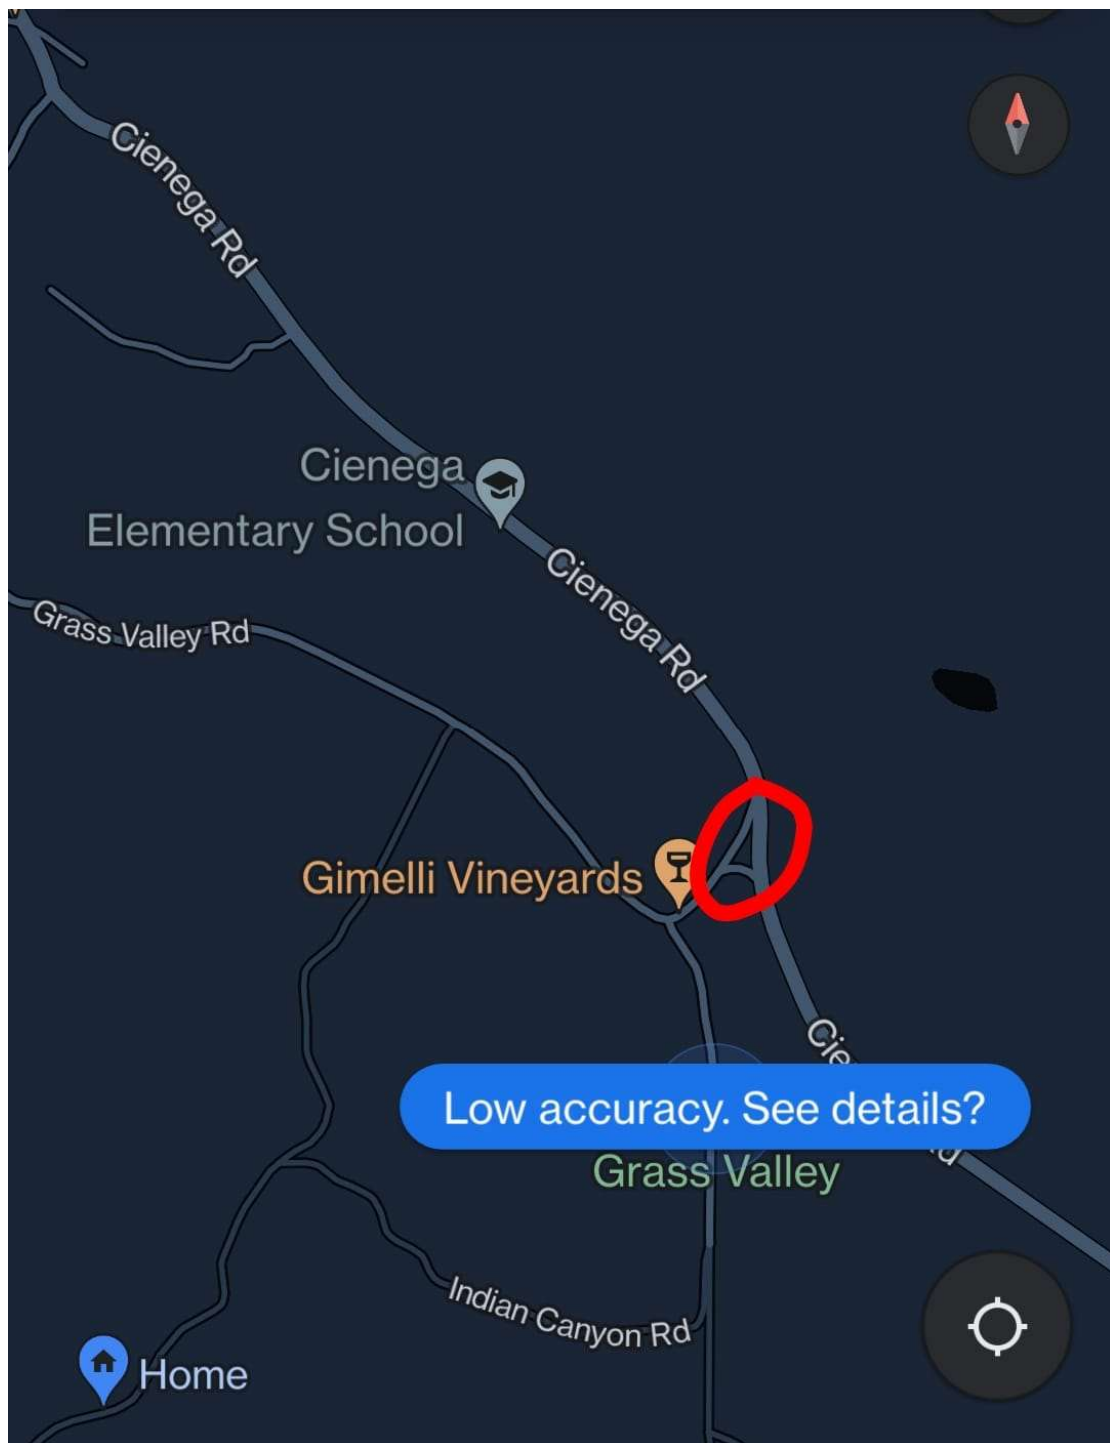 Cienega Rd
Cienega
Elementary School
Cienega Rd
Grass Valley Rd
Gimelli Vineyards
Cie
Low accuracy. See details?
Grass Valley
Indian Canyon Rd
Home